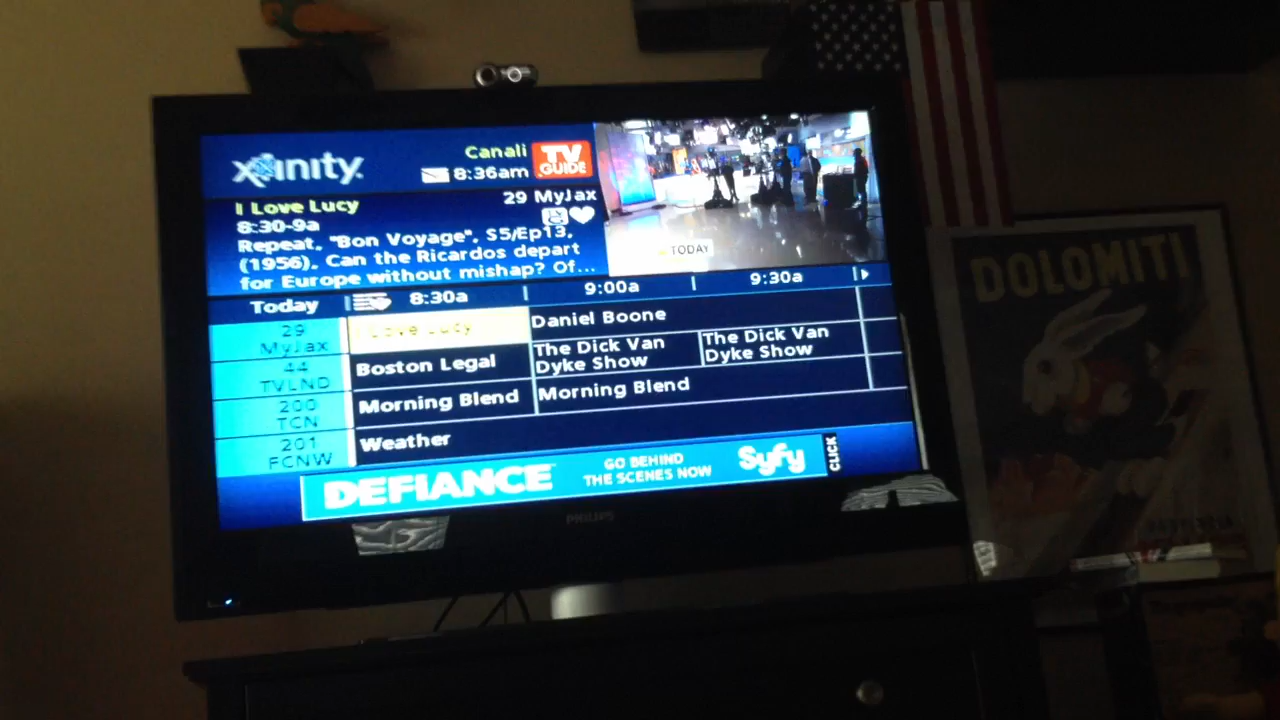 xfinity
Canali
8:36am
TV
GUIDE
I Love Lucy
29 MyJax
8:30-9a
Repeat, "Bon Voyage", S5/Ep13,
(1956), Can the Ricardos depart
for Europe without mishap? Of...
TODAY
Today
8:30a
9:00a
9:30a
29
MyJax
I Love Lucy
Daniel Boone
44
TVLND
Boston Legal
The Dick Van
Dyke Show
The Dick Van
Dyke Show
200
TCN
Morning Blend
Morning Blend
201
FCNW
Weather
DEFIANCE
GO BEHIND
THE SCENES NOW
Syfy
CLICK
PHILIPS
DOLOMITI